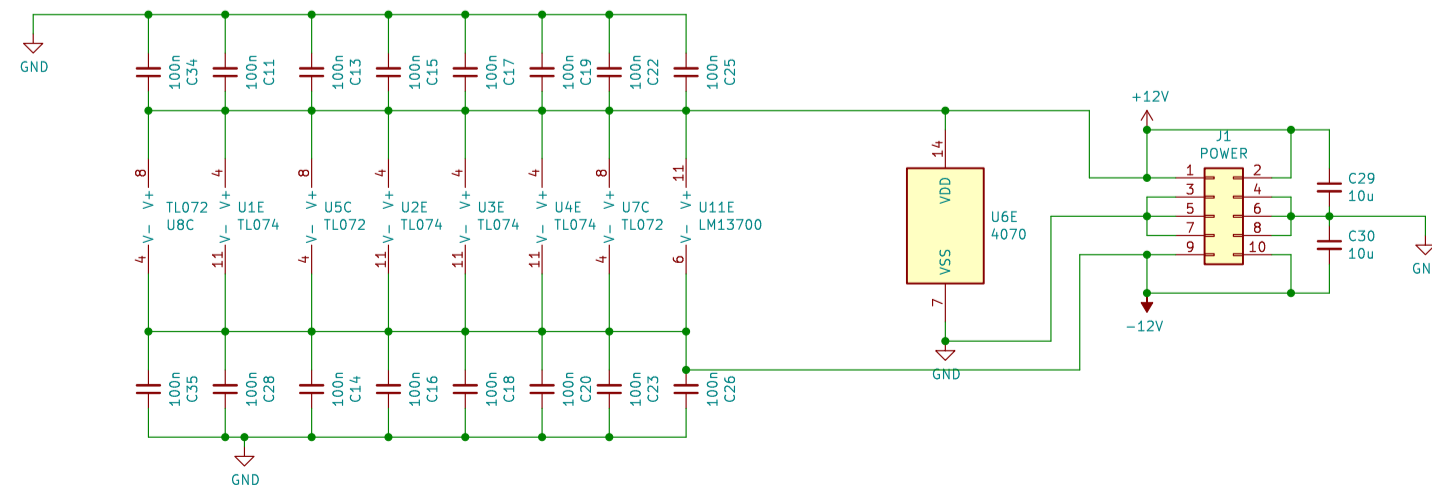 GND
100n
C34
100n
C11
100n
C13
100n
C15
100n
C17
100n
C19
100n
C22
100n
C25
8
V+
V-
4
TL072
U8C
4
V+
V-
11
U1E
TL074
8
V+
V-
4
U5C
TL072
4
V+
V-
11
U2E
TL074
4
V+
V-
11
U3E
TL074
4
V+
V-
11
U4E
TL074
8
V+
V-
4
U7C
TL072
11
V+
V-
6
U11E
LM13700
14
VDD
VSS
7
U6E
4070
GND
+12V
J1
POWER
1 2
3 4
5 6
7 8
9 10
-12V
C29
10u
C30
10u
GN
100n
C35
100n
C28
100n
C14
100n
C16
100n
C18
100n
C20
100n
C23
100n
C26
GND